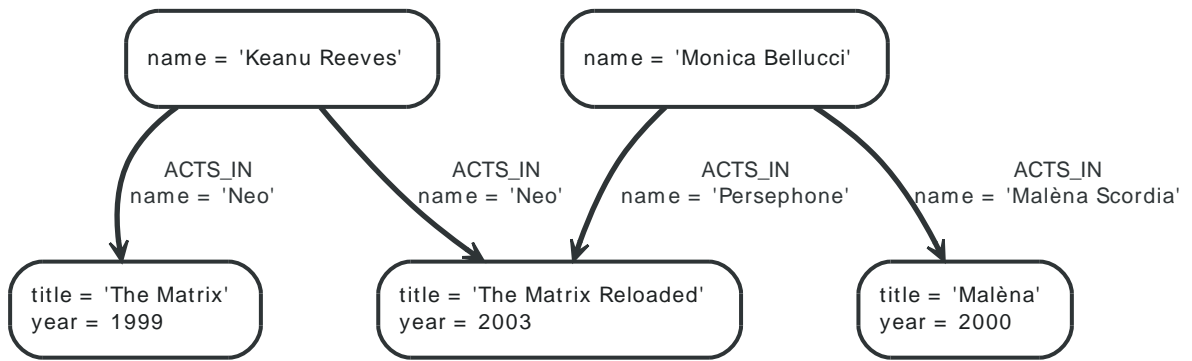 name = 'Keanu Reeves'
name = 'Monica Bellucci'
ACTS_IN
name = 'Neo'
ACTS_IN
name = 'Neo'
ACTS_IN
name = 'Persephone'
ACTS_IN
name = 'Malèna Scordia'
title = 'The Matrix'
year = 1999
title = 'The Matrix Reloaded'
year = 2003
title = 'Malèna'
year = 2000